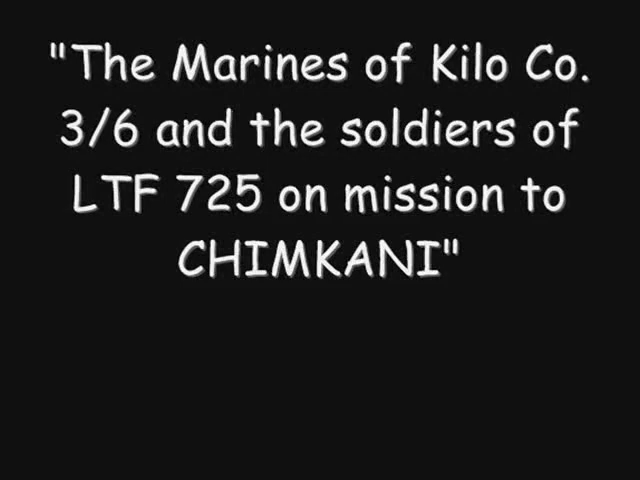 "The Marines of Kilo Co.
3/6 and the soldiers of
LTF 725 on mission to
CHIMKANI"